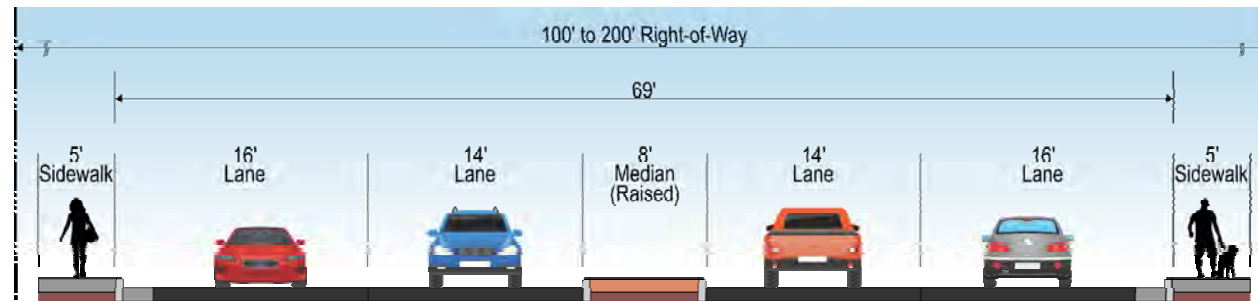 100' to 200' Right-of-Way
69'
5'
Sidewalk
16'
Lane
14'
Lane
8'
Median
(Raised)
14'
Lane
16'
Lane
5'
Sidewalk